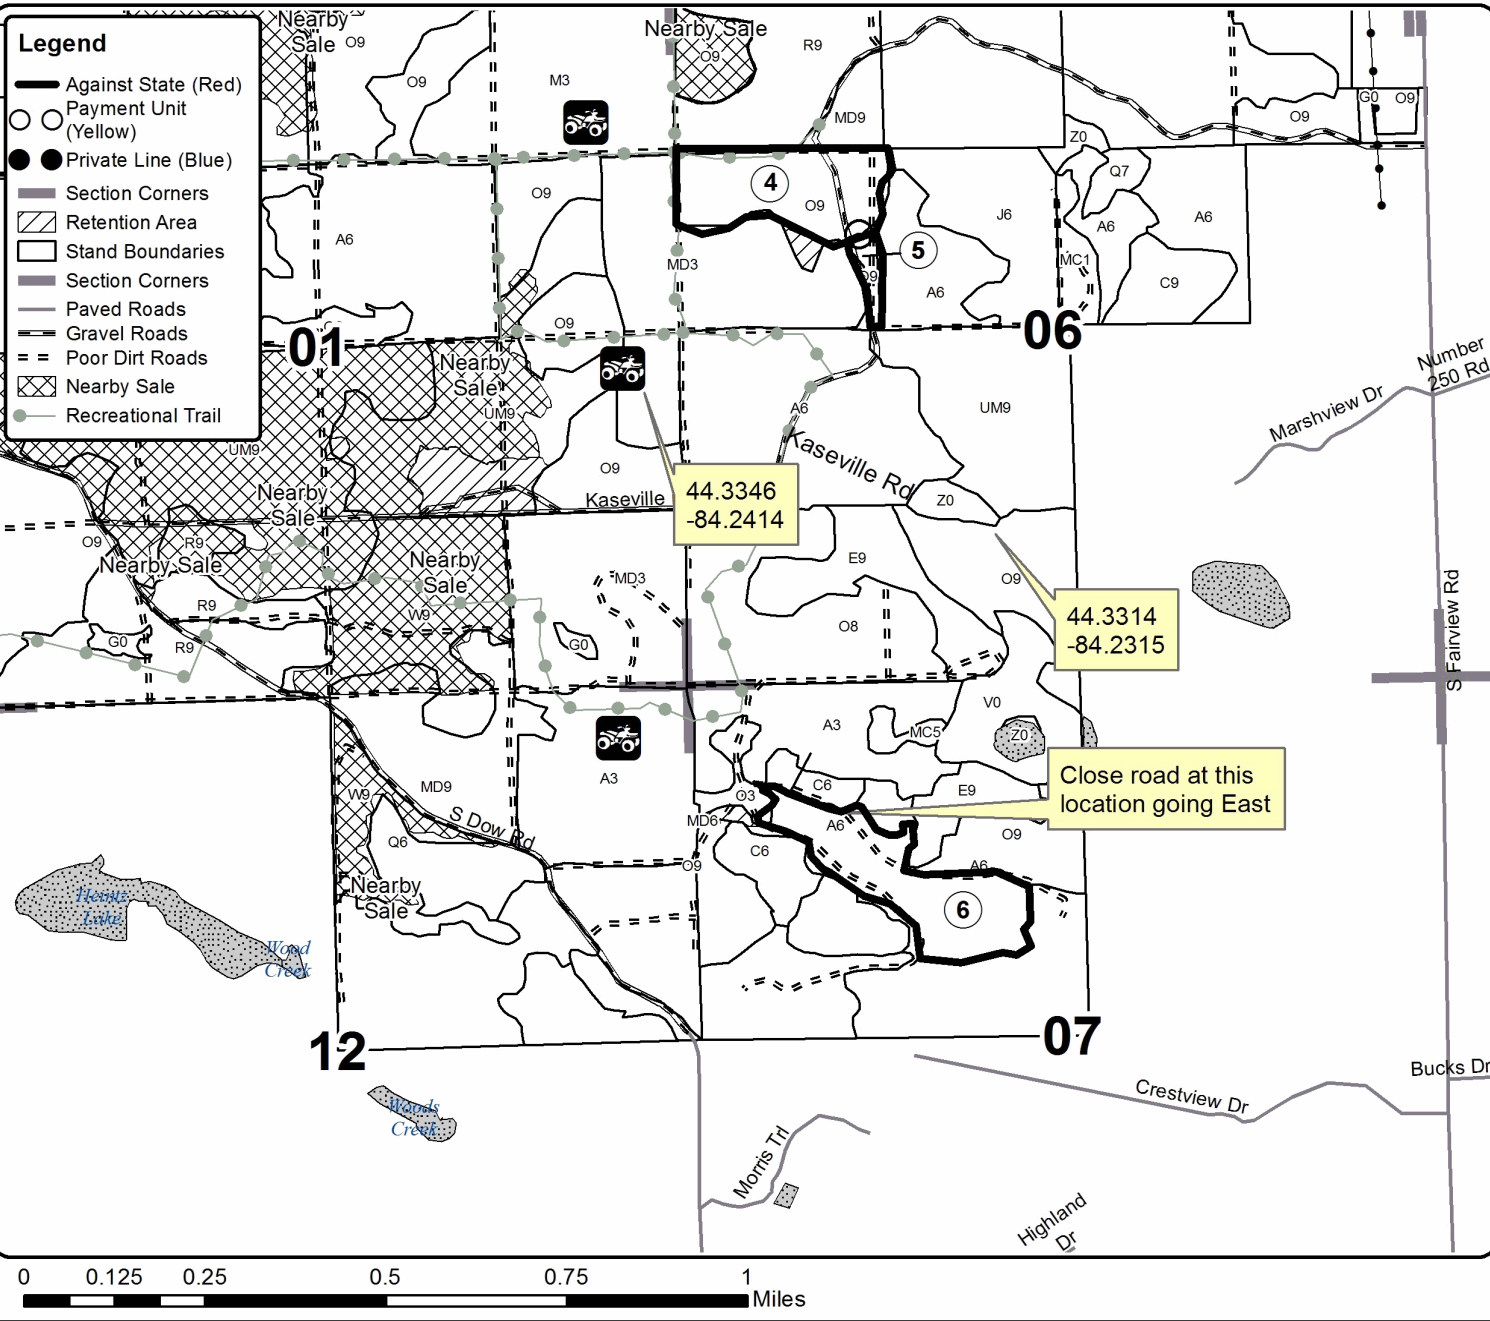 Legend
Against State (Red)
Payment Unit
(Yellow)
Private Line (Blue)
Section Corners
Retention Area
Stand Boundaries
Section Corners
Paved Roads
Gravel Roads
Poor Dirt Roads
Nearby Sale
Recreational Trail
Nearby
Sale
O9
O9
M3
Nearby Sale
O9
R9
MD9
G0
O9
O9
Z0
Q7
A6
A6
J6
MC1
C9
4
O9
5
O9
A6
O9
A6
MD3
O9
01
06
Nearby
Sale
UM9
UM9
A6
UM9
Number
250 Rd
Marshview Dr
Kaseville Rd
O9
Kaseville
44.3346
-84.2414
Z0
Nearby
Sale
O9
R9
Nearby Sale
Nearby
Sale
W9
MD3
E9
O9
44.3314
-84.2315
S Fairview Rd
R9
G0
R9
G0
O8
V0
A3
MC5
Z0
A3
MD9
W9
S Dow Rd
Q6
Nearby
Sale
O3
C6
A6
MD6
C6
O9
E9
O9
A6
Close road at this
location going East
6
Heintz
Lake
Wood
Creek
12
07
Woods
Creek
Crestview Dr
Bucks Dr
Morris Trl
Highland
Dr
0 0.125 0.25 0.5 0.75 1
Miles